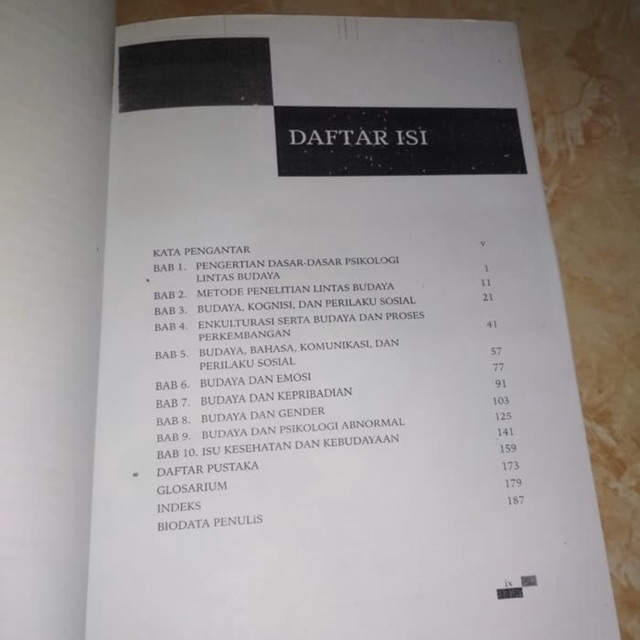 DAFTAR ISI
KATA PENGANTAR v
BAB 1. PENGERTIAN DASAR-DASAR PSIKOLOGI
LINTAS BUDAYA 1
BAB 2. METODE PENELITIAN LINTAS BUDAYA 11
BAB 3. BUDAYA, KOGNISI, DAN PERILAKU SOSIAL 21
BAB 4. ENKULTURASI SERTA BUDAYA DAN PROSES
PERKEMBANGAN 41
BAB 5. BUDAYA, BAHASA, KOMUNIKASI, DAN
PERILAKU SOSIAL 57
BAB 6. BUDAYA DAN EMOSI 77
BAB 7. BUDAYA DAN KEPRIBADIAN 91
BAB 8. BUDAYA DAN GENDER 103
BAB 9. BUDAYA DAN PSIKOLOGI ABNORMAL 125
BAB 10. ISU KESEHATAN DAN KEBUDAYAAN 141
DAFTAR PUSTAKA 159
GLOSARIUM 173
INDEKS 179
BIODATA PENULIS 187
ix